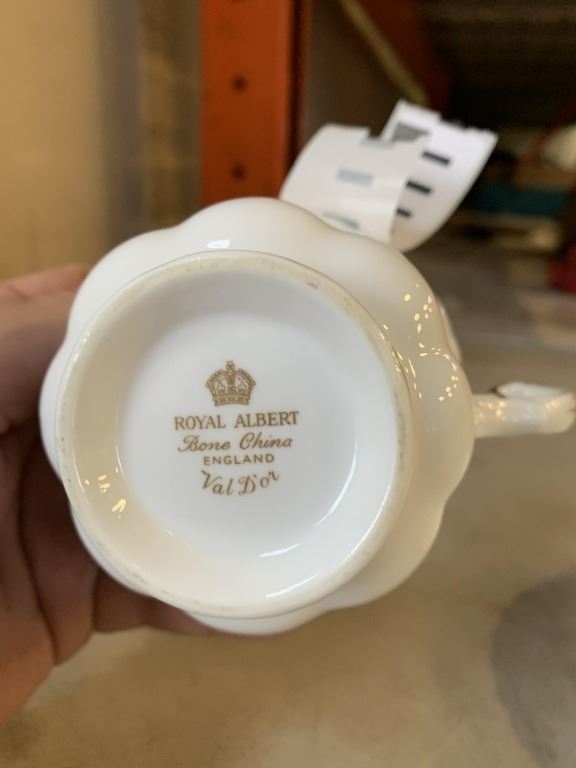 ROYAL ALBERT
Bone China
ENGLAND
Val D'or